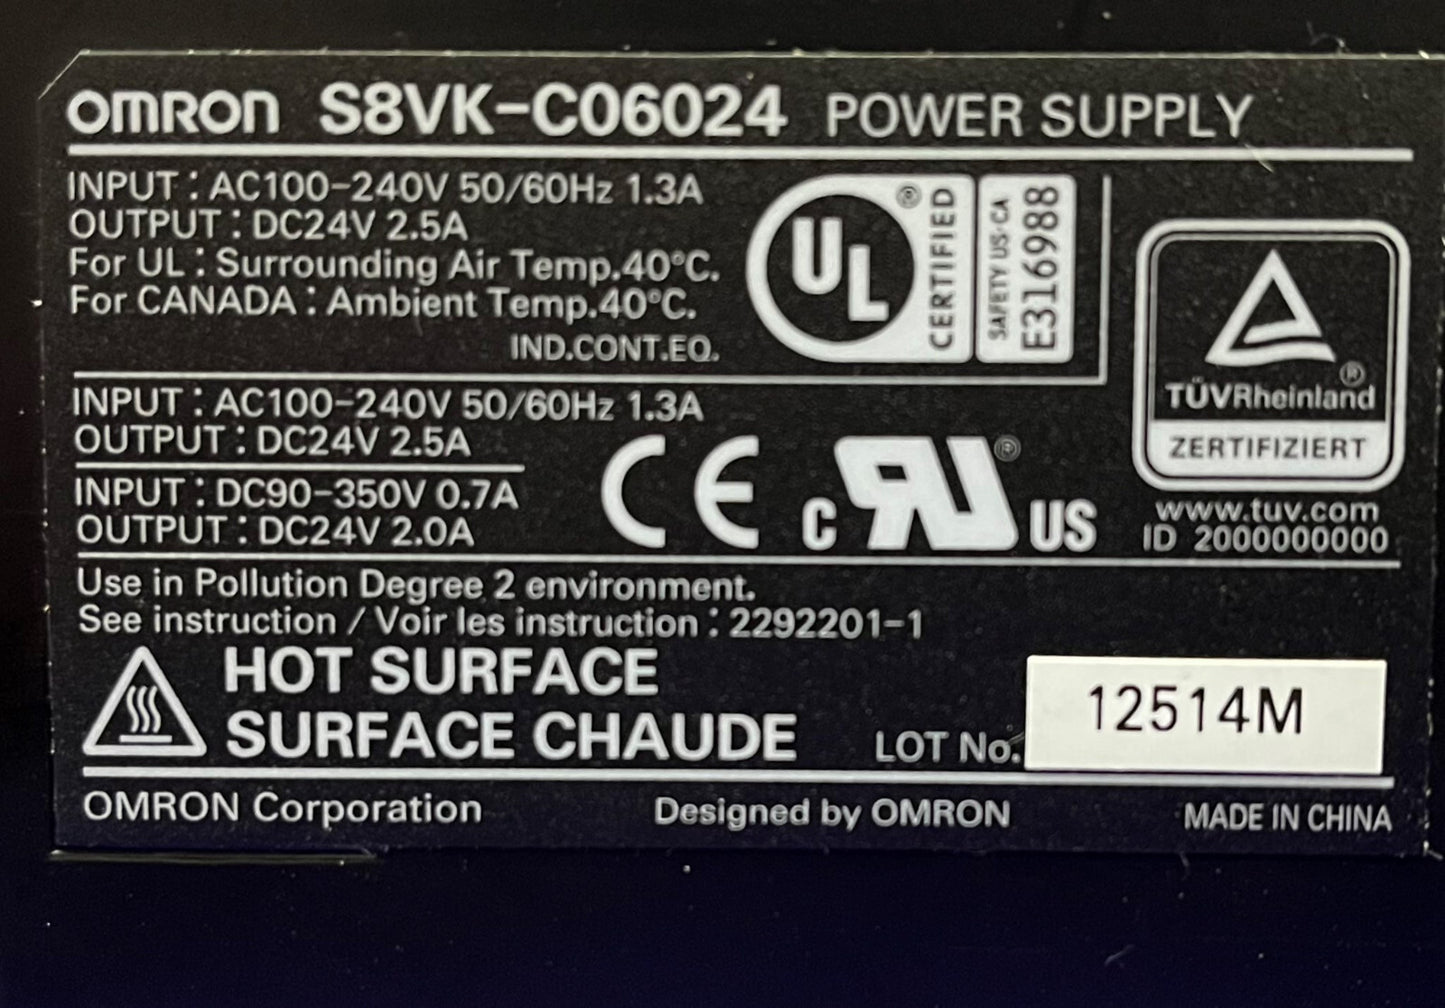 OMRON S8VK-C06024 POWER SUPPLY
INPUT : AC100-240V 50/60Hz 1.3A
OUTPUT : DC24V 2.5A
For UL : Surrounding Air Temp.40°C.
For CANADA : Ambient Temp.40°C.
IND.CONT.EQ.
UL ® CERTIFIED
SAFETY US-CA
E316988
INPUT : AC100-240V 50/60Hz 1.3A
OUTPUT : DC24V 2.5A
INPUT : DC90-350V 0.7A
OUTPUT : DC24V 2.0A
CE
c RU ® US
®
TÜVRheinland
ZERTIFIZIERT
www.tuv.com
ID 2000000000
Use in Pollution Degree 2 environment.
See instruction / Voir les instruction : 2292201-1
HOT SURFACE
SURFACE CHAUDE
LOT No. 12514M
OMRON Corporation Designed by OMRON MADE IN CHINA